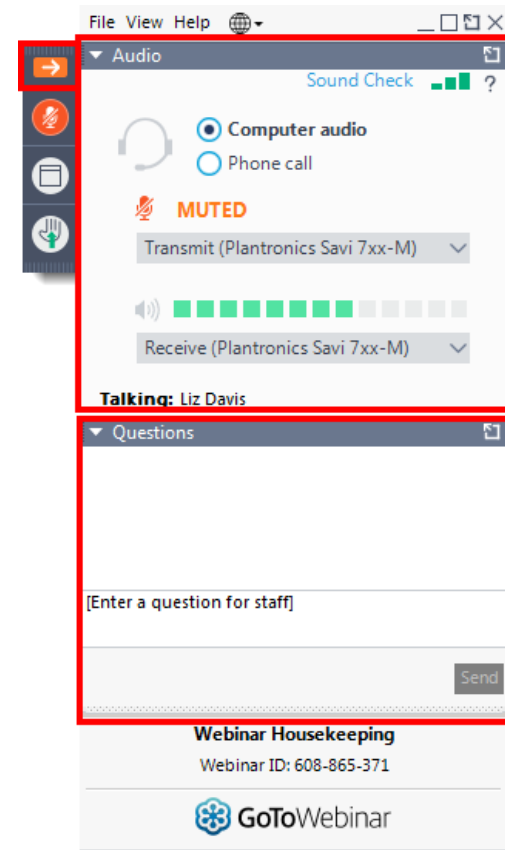 File View Help
Audio
Sound Check ?
Computer audio
Phone call
MUTED
Transmit (Plantronics Savi 7xx-M)
Receive (Plantronics Savi 7xx-M)
Talking: Liz Davis
Questions
[Enter a question for staff]
Send
Webinar Housekeeping
Webinar ID: 608-865-371
GoToWebinar